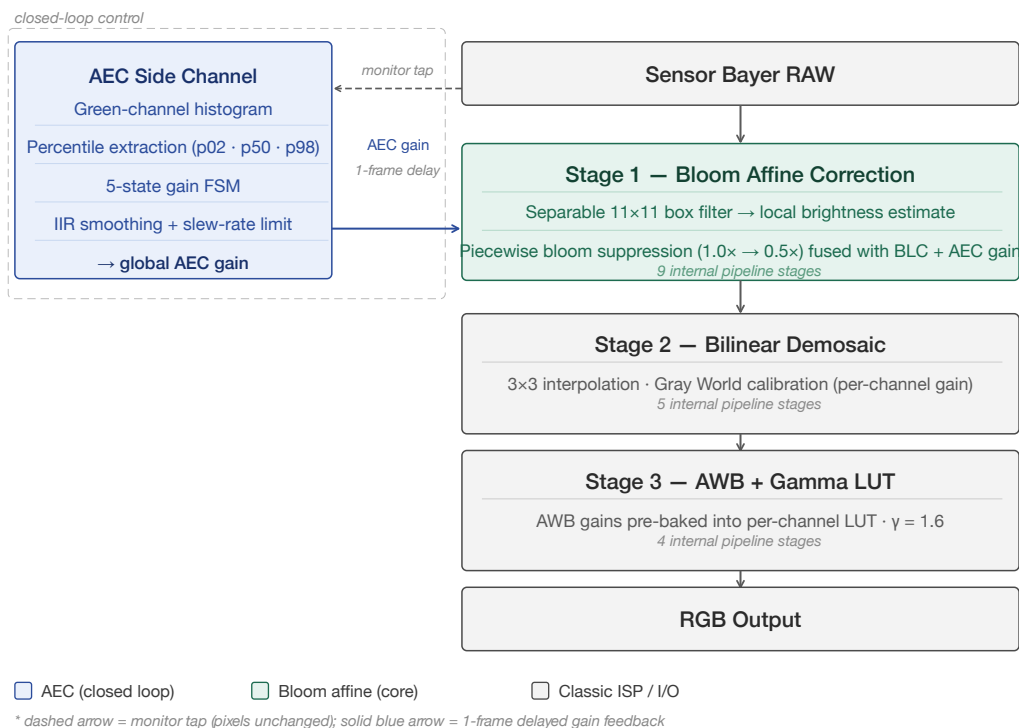 closed-loop control
AEC Side Channel
Green-channel histogram
Percentile extraction (p02 · p50 · p98)
5-state gain FSM
IIR smoothing + slew-rate limit
→ global AEC gain
monitor tap
AEC gain
1-frame delay
Sensor Bayer RAW
Stage 1 — Bloom Affine Correction
Separable 11×11 box filter → local brightness estimate
Piecewise bloom suppression (1.0× → 0.5×) fused with BLC + AEC gain
9 internal pipeline stages
Stage 2 — Bilinear Demosaic
3×3 interpolation · Gray World calibration (per-channel gain)
5 internal pipeline stages
Stage 3 — AWB + Gamma LUT
AWB gains pre-baked into per-channel LUT · γ = 1.6
4 internal pipeline stages
RGB Output
AEC (closed loop)
Bloom affine (core)
Classic ISP / I/O
* dashed arrow = monitor tap (pixels unchanged); solid blue arrow = 1-frame delayed gain feedback